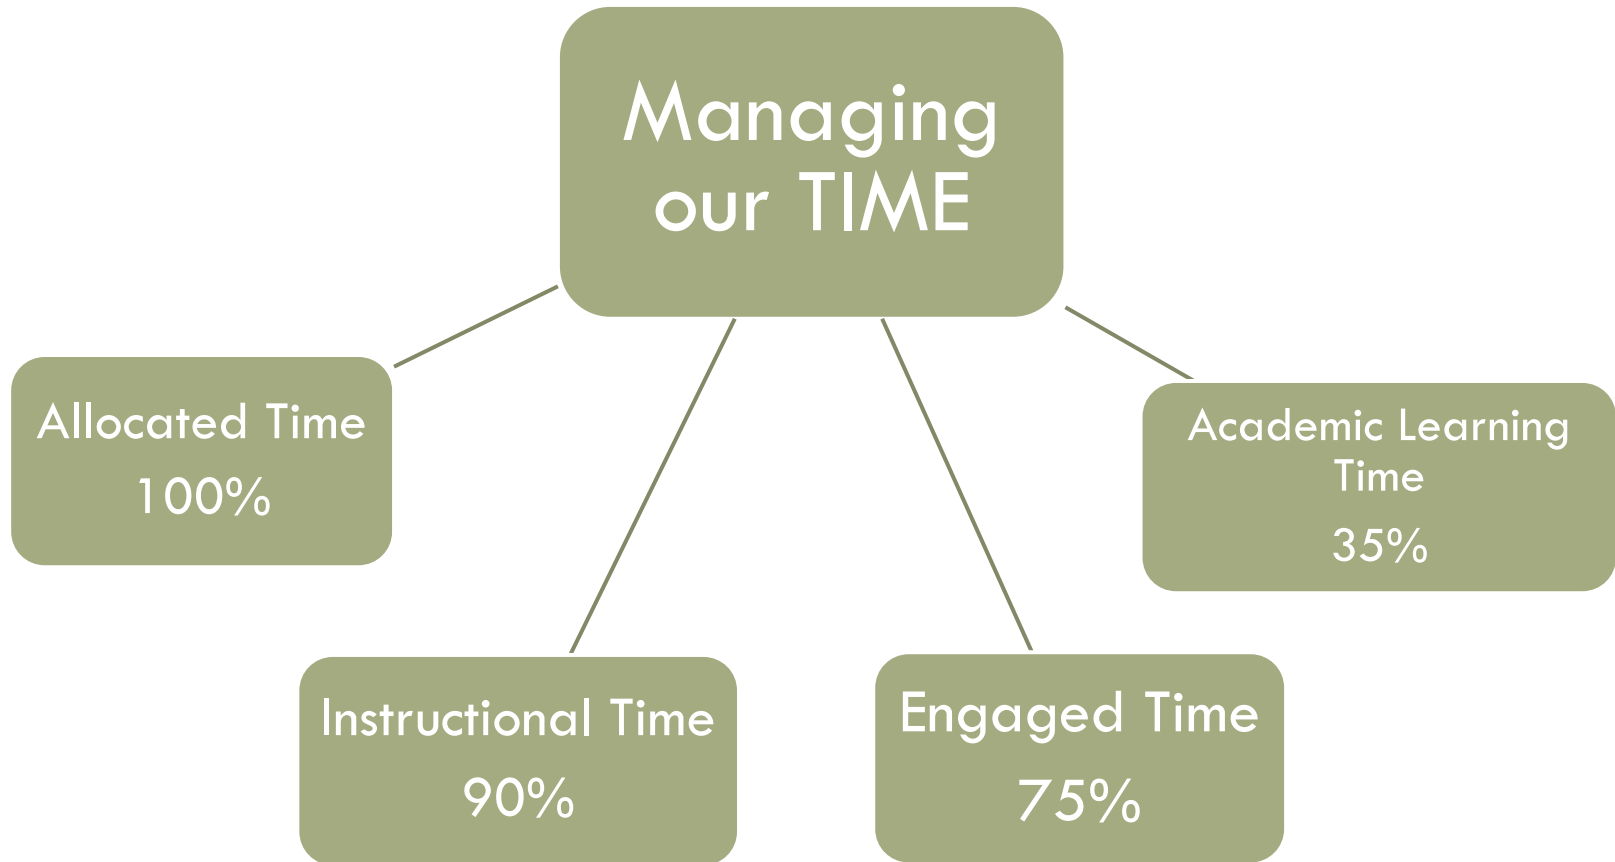 Managing
our TIME
Allocated Time
100%
Instructional Time
90%
Engaged Time
75%
Academic Learning
Time
35%